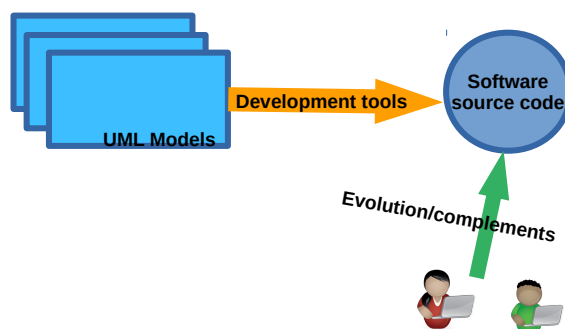 Software
Development tools
source code
UML Models
Evolution/complements